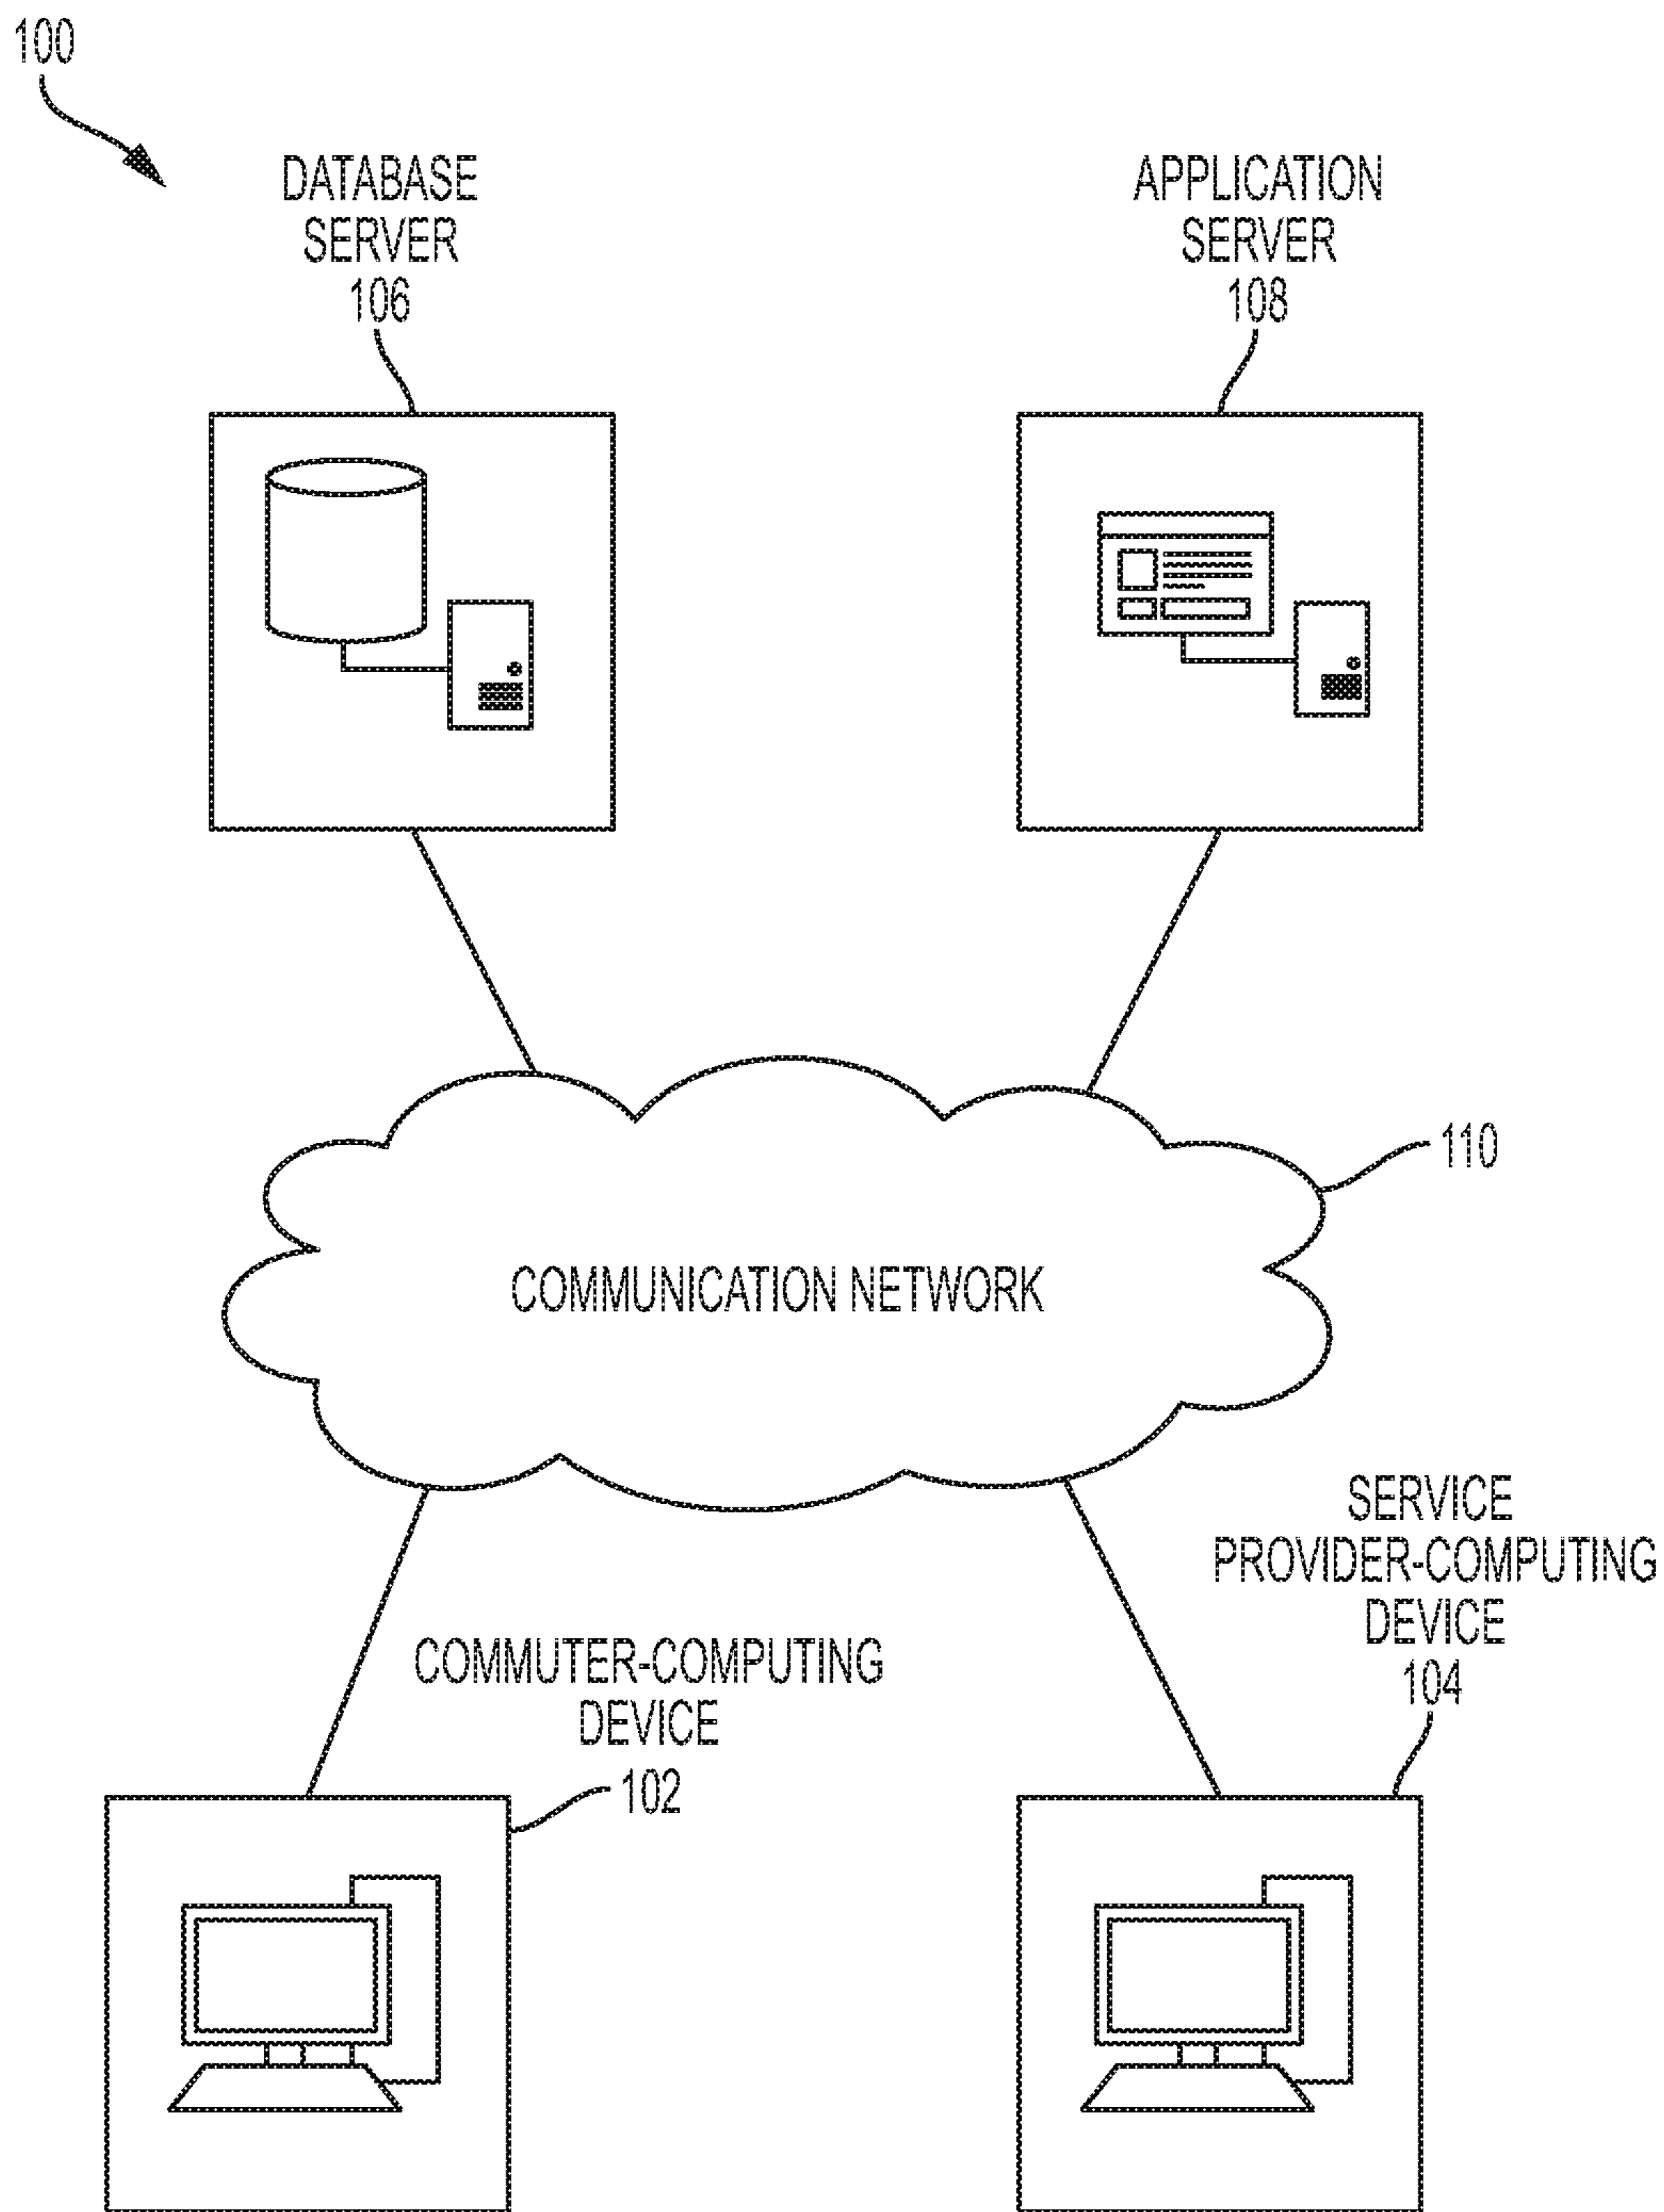 100
DATABASE
SERVER
106
APPLICATION
SERVER
108
110
COMMUNICATION NETWORK
SERVICE
PROVIDER-COMPUTING
DEVICE
104
COMMUTER-COMPUTING
DEVICE
102